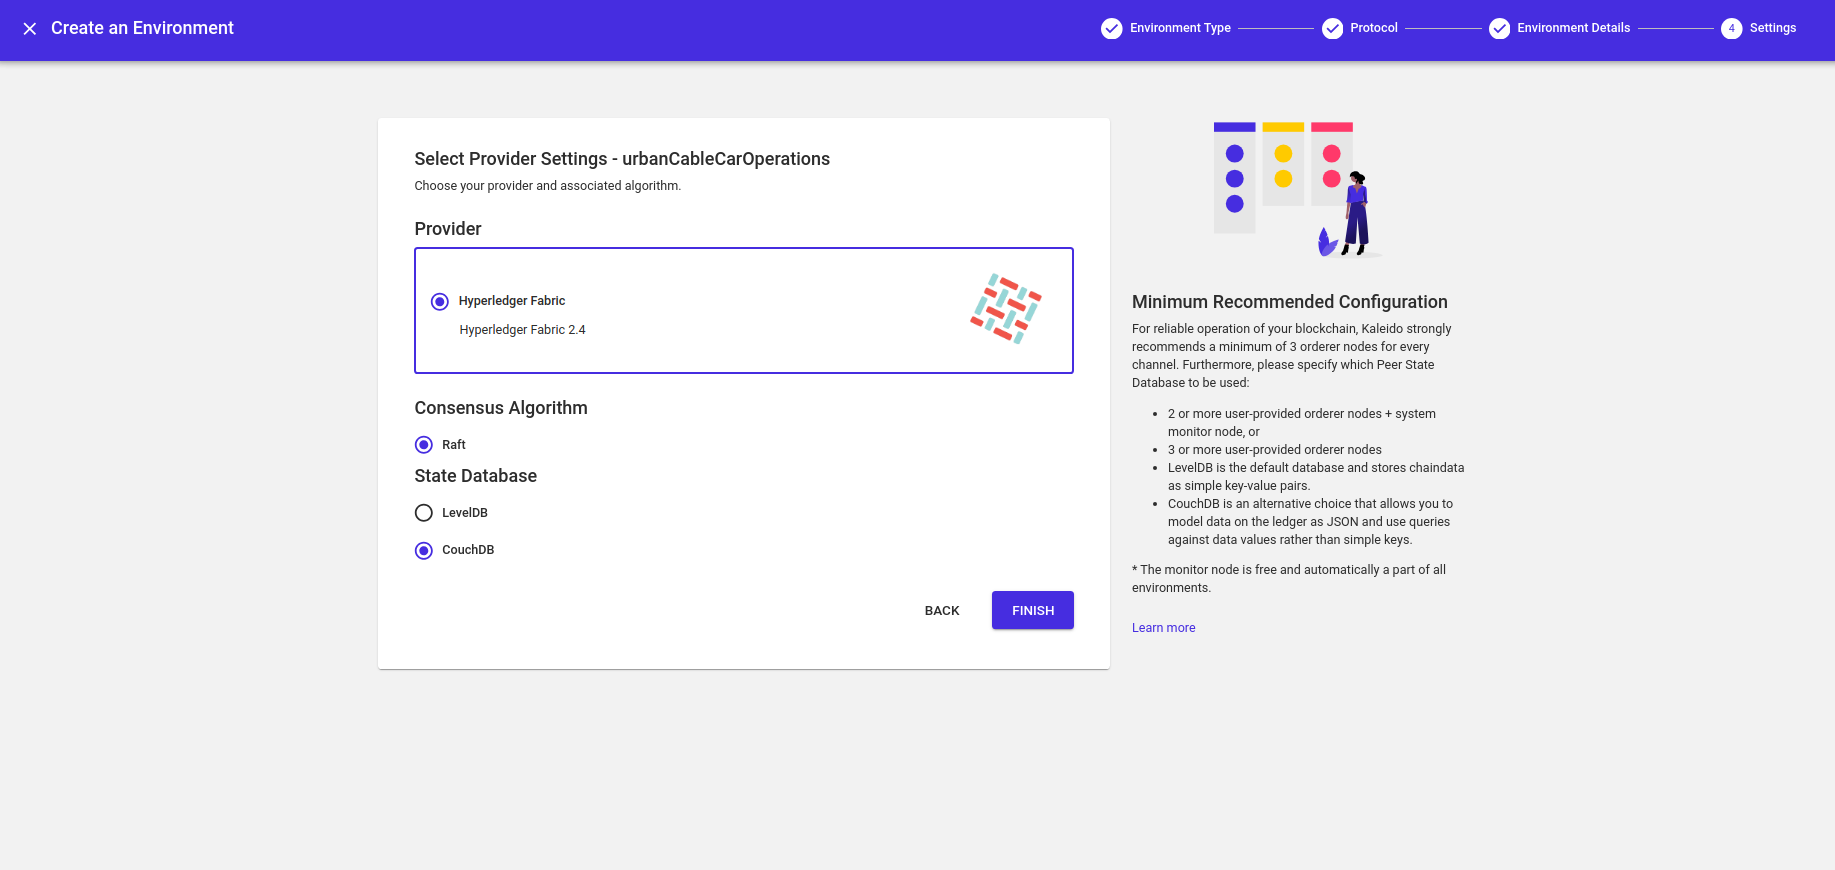 Create an Environment
Environment Type
Protocol
Environment Details
4 Settings
Select Provider Settings - urbanCableCarOperations
Choose your provider and associated algorithm.
Provider
Hyperledger Fabric
Hyperledger Fabric 2.4
Consensus Algorithm
Raft
State Database
LevelDB
CouchDB
BACK
FINISH
Minimum Recommended Configuration
For reliable operation of your blockchain, Kaleido strongly
recommends a minimum of 3 orderer nodes for every
channel. Furthermore, please specify which Peer State
Database to be used:
• 2 or more user-provided orderer nodes + system
monitor node, or
• 3 or more user-provided orderer nodes
• LevelDB is the default database and stores chaindata
as simple key-value pairs.
• CouchDB is an alternative choice that allows you to
model data on the ledger as JSON and use queries
against data values rather than simple keys.
* The monitor node is free and automatically a part of all
environments.
Learn more